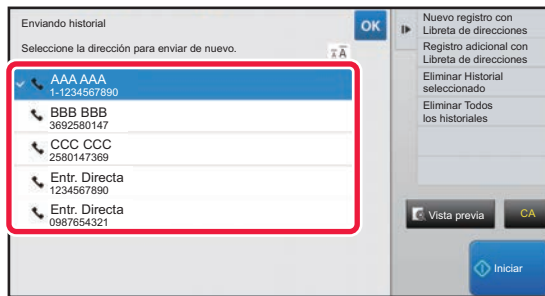 Enviando historial
OK
Seleccione la dirección para enviar de nuevo.
AAA AAA
1-1234567890
BBB BBB
3692580147
CCC CCC
2580147369
Entr. Directa
1234567890
Entr. Directa
0987654321
Nuevo registro con
Libreta de direcciones
Registro adicional con
Libreta de direcciones
Eliminar Historial
seleccionado
Eliminar Todos
los historiales
Vista previa
CA
Iniciar